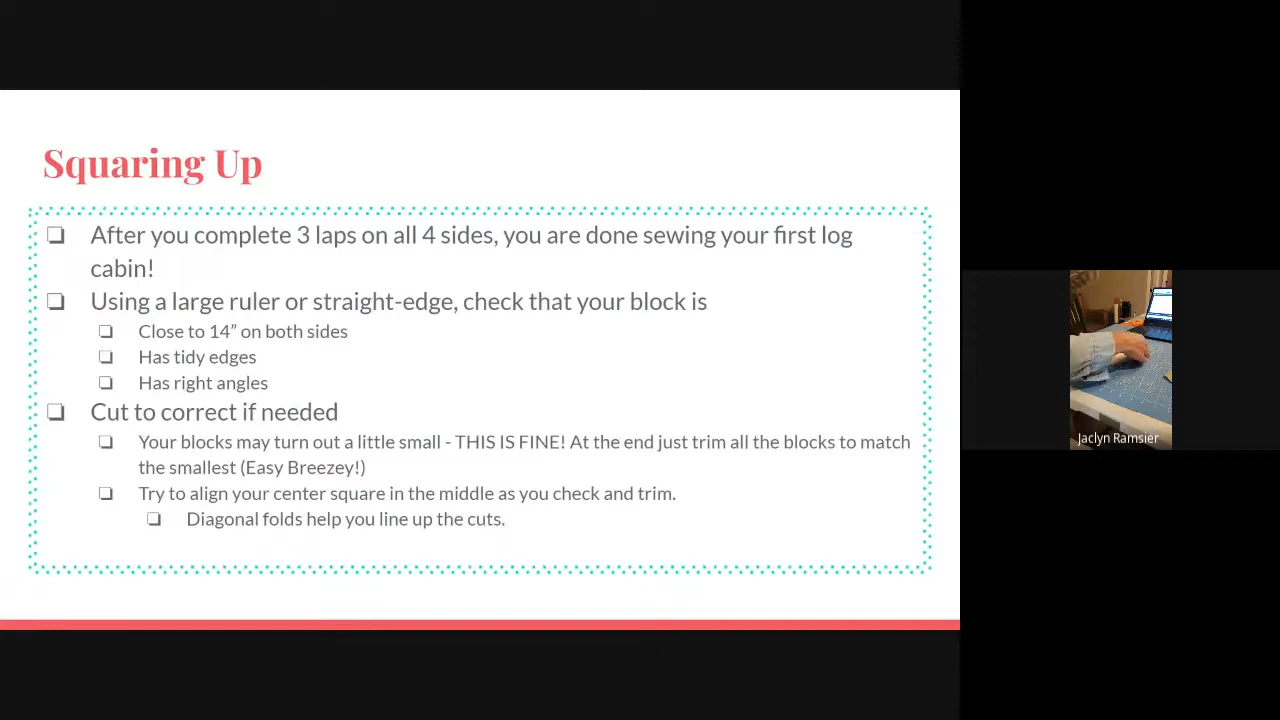 Squaring Up
❏ After you complete 3 laps on all 4 sides, you are done sewing your first log
cabin!
❏ Using a large ruler or straight-edge, check that your block is
❏ Close to 14” on both sides
❏ Has tidy edges
❏ Has right angles
❏ Cut to correct if needed
❏ Your blocks may turn out a little small - THIS IS FINE! At the end just trim all the blocks to match
the smallest (Easy Breezey!)
❏ Try to align your center square in the middle as you check and trim.
❏ Diagonal folds help you line up the cuts.
Jaclyn Ramsier